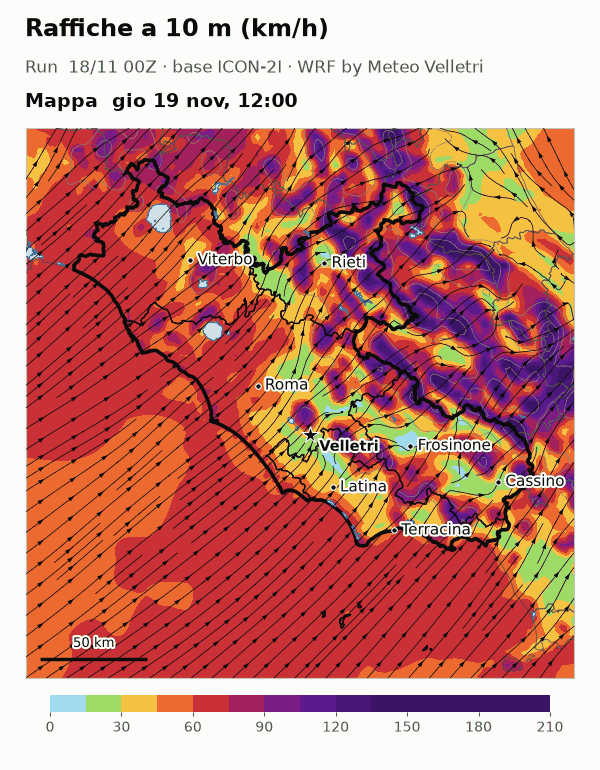 Raffiche a 10 m (km/h)
Run 18/11 00Z · base ICON-2I · WRF by Meteo Velletri
Mappa gio 19 nov, 12:00
Viterbo
Rieti
Roma
Velletri
Frosinone
Cassino
Latina
Terracina
50 km
0 30 60 90 120 150 180 210